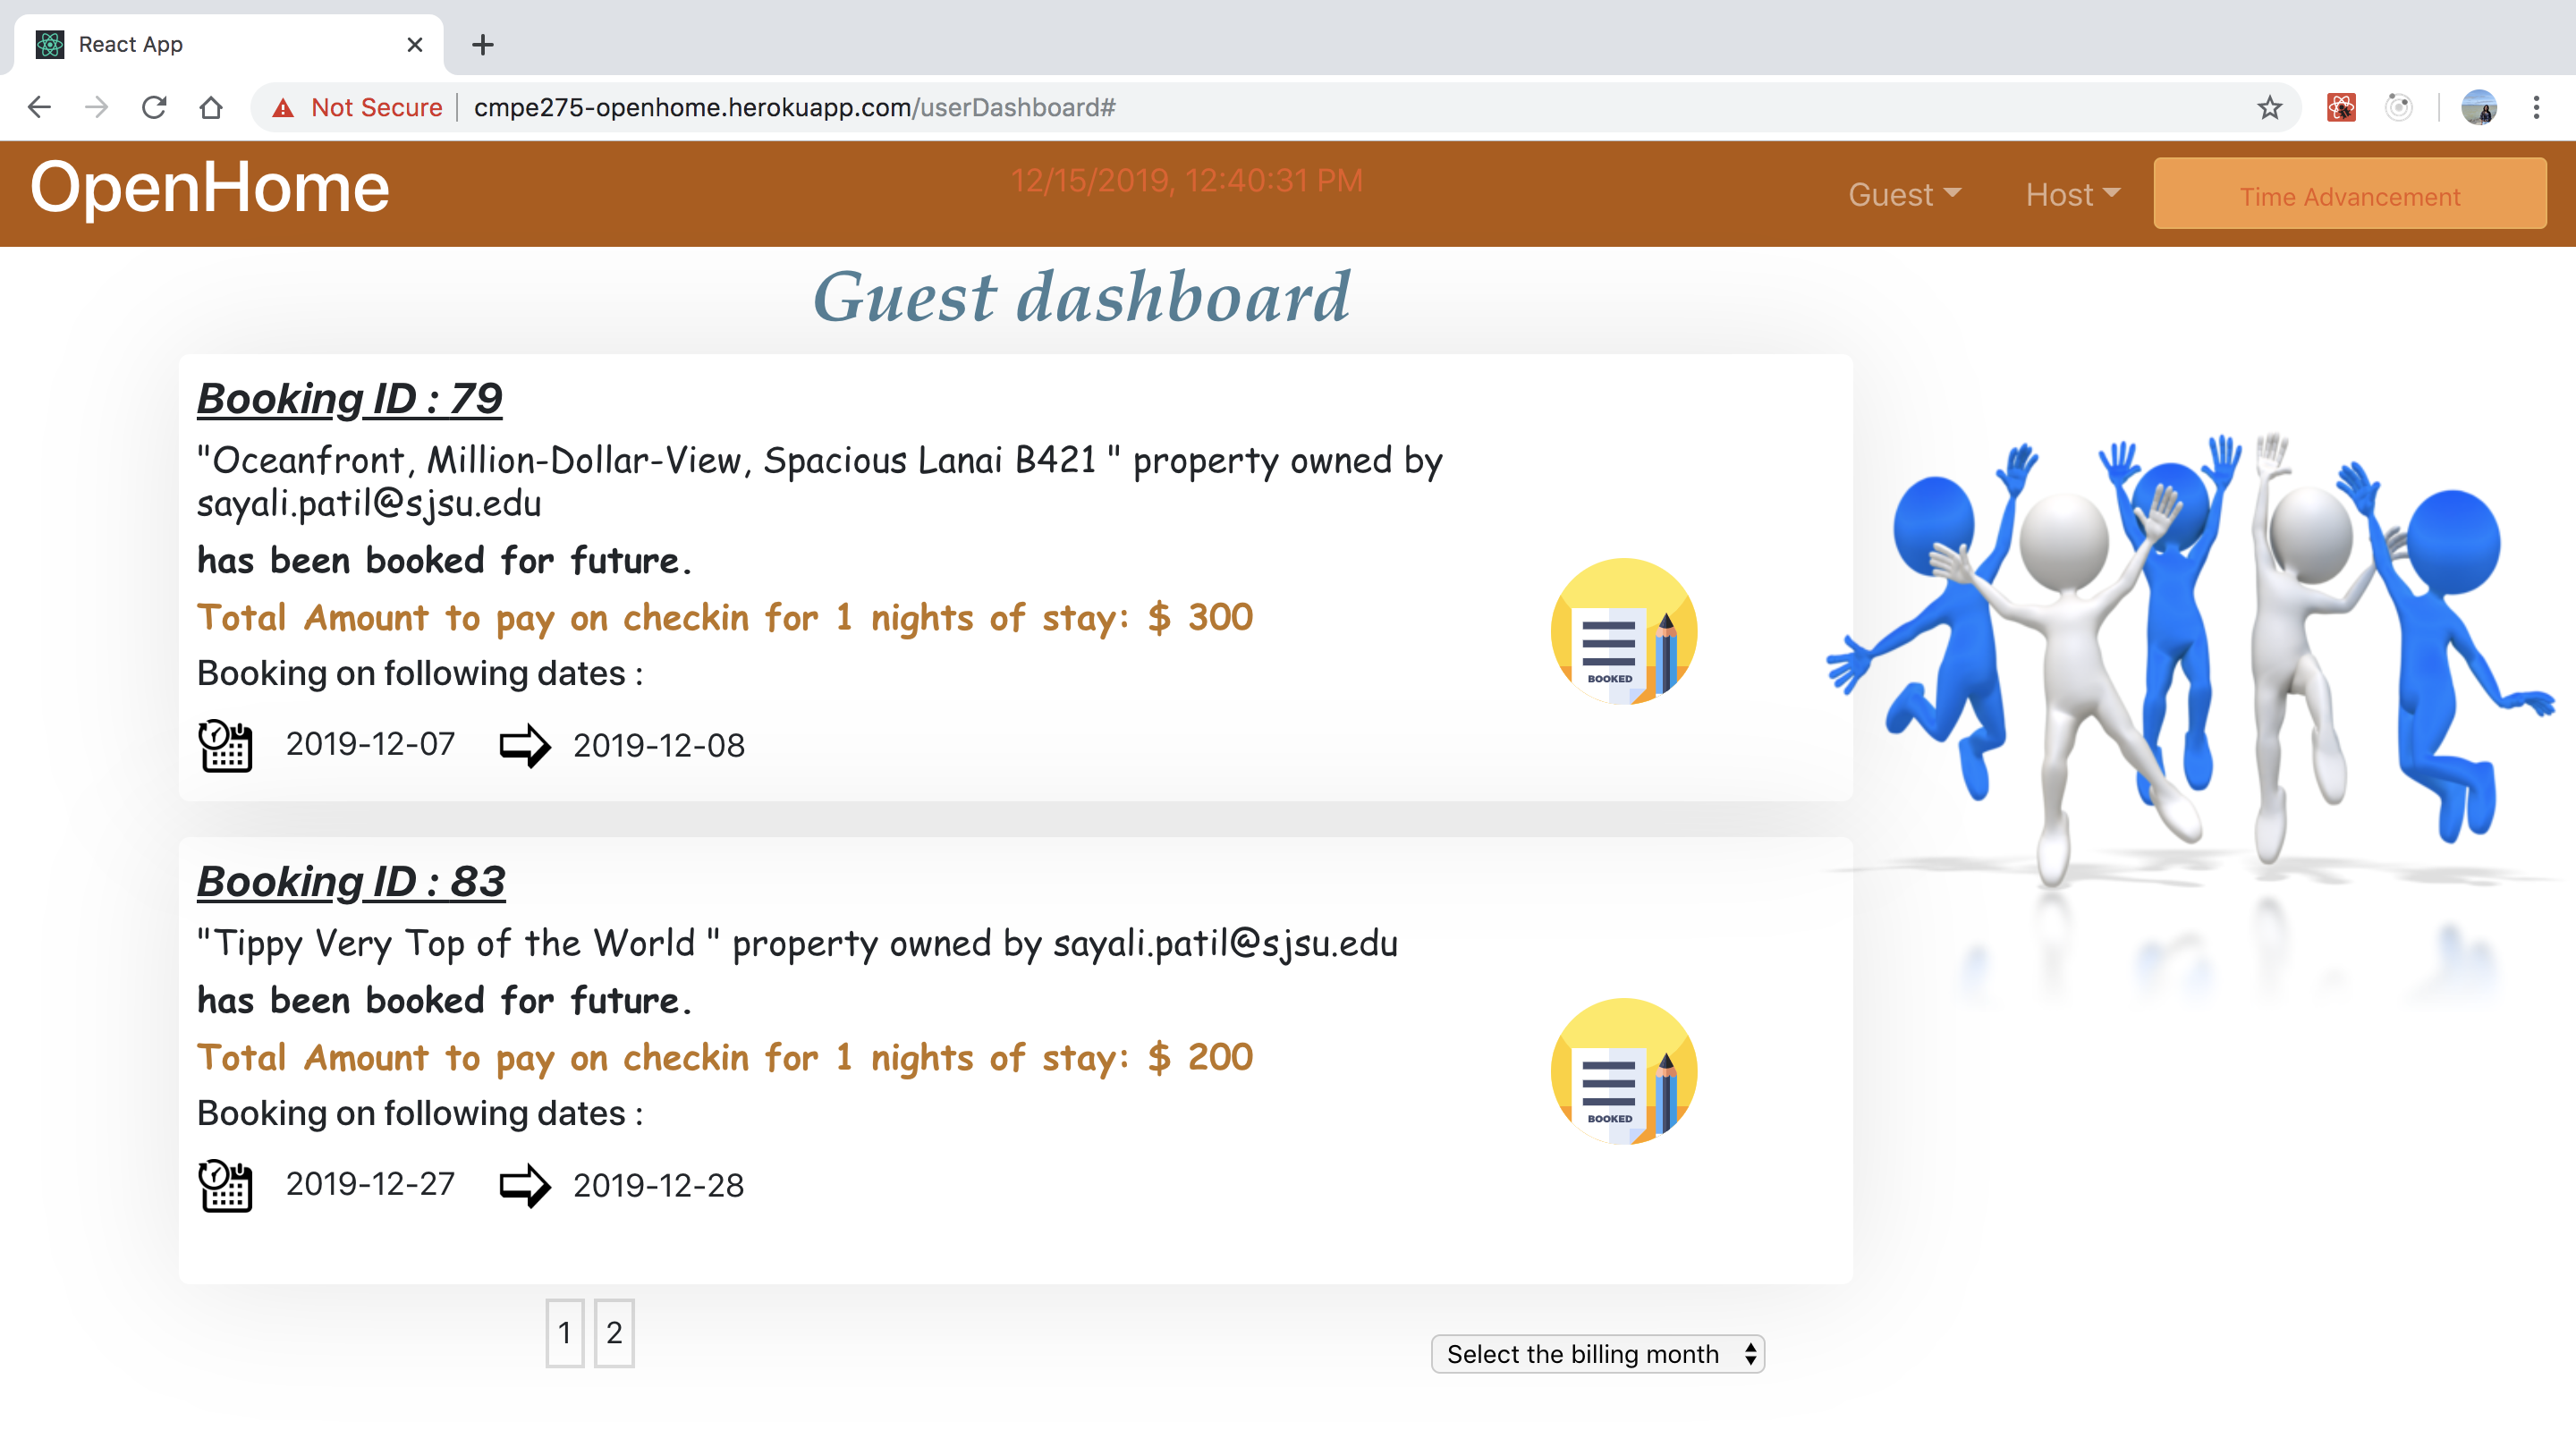 React App
Not Secure cmpe275-openhome.herokuapp.com/userDashboard#
OpenHome
12/15/2019, 12:40:31 PM
Guest
Host
Time Advancement
Guest dashboard
Booking ID : 79
"Oceanfront, Million-Dollar-View, Spacious Lanai B421 " property owned by
sayali.patil@sjsu.edu
has been booked for future.
Total Amount to pay on checkin for 1 nights of stay: $ 300
Booking on following dates :
BOOKED
2019-12-07 2019-12-08
Booking ID : 83
"Tippy Very Top of the World " property owned by sayali.patil@sjsu.edu
has been booked for future.
Total Amount to pay on checkin for 1 nights of stay: $ 200
Booking on following dates :
BOOKED
2019-12-27 2019-12-28
1 2
Select the billing month